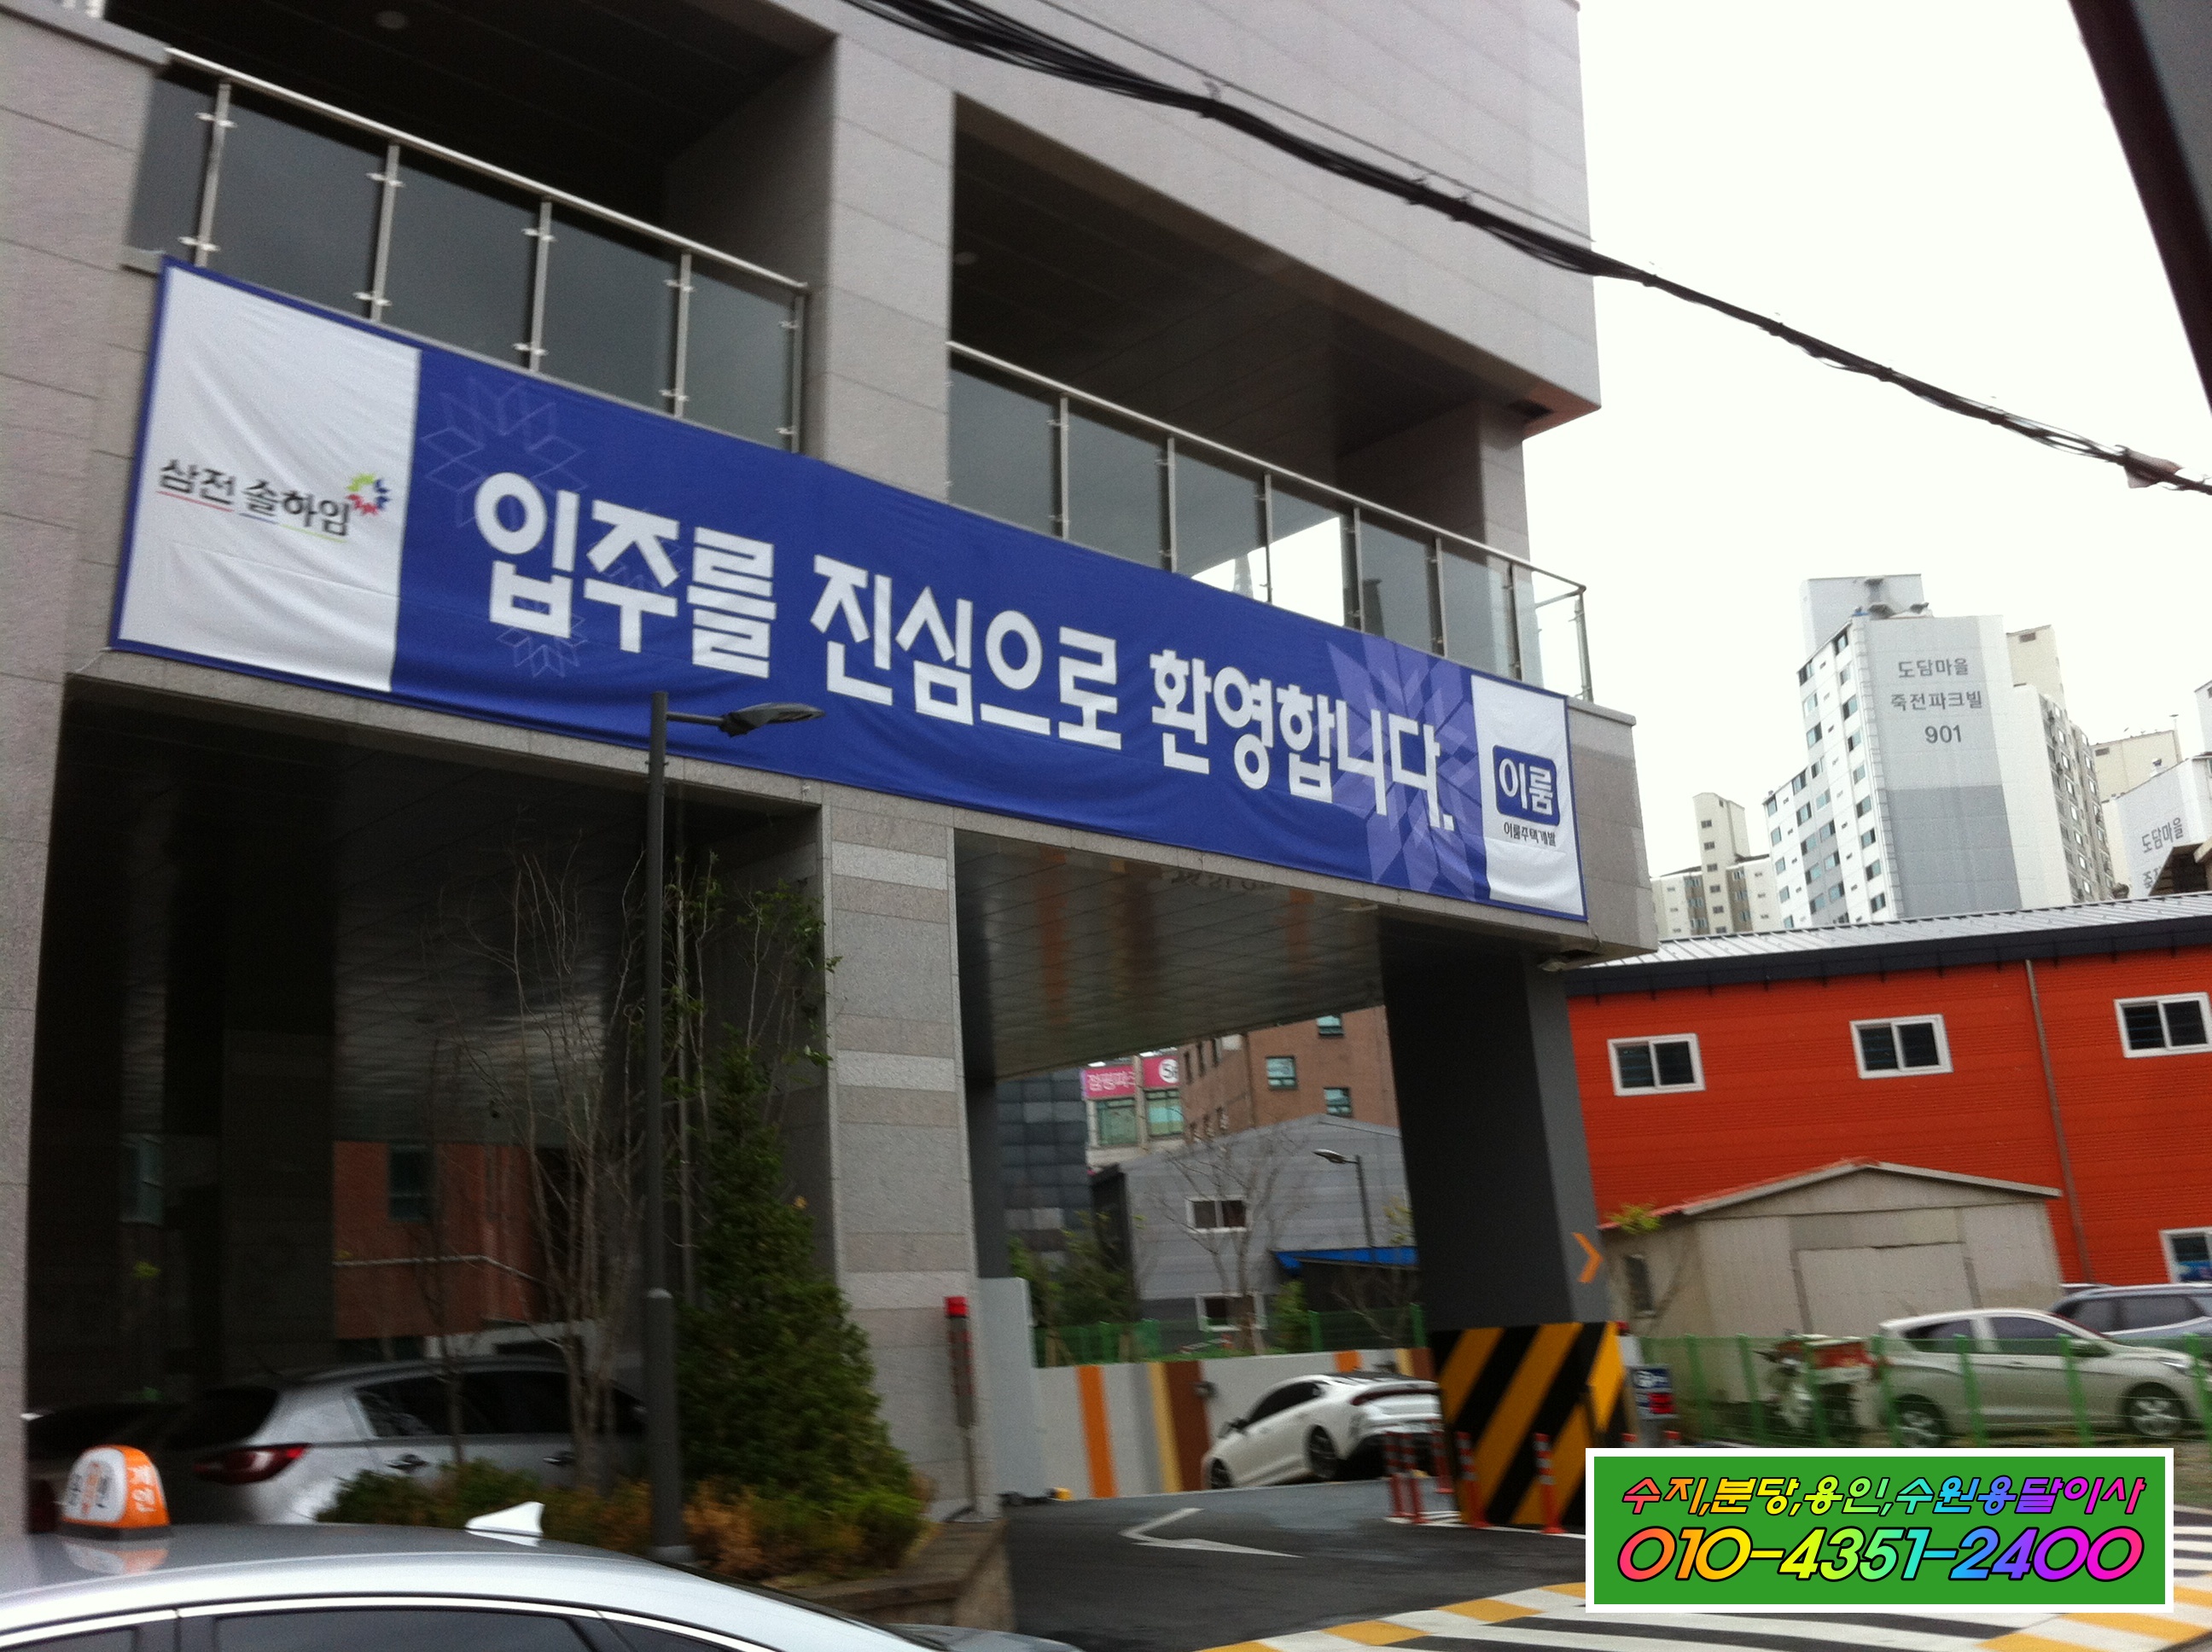 삼전 솔하임
입주를 진심으로 환영합니다.
이룸
이룸주택개발
도담마을
죽전파크빌
901
도담마을
수지,분당,용인,수원용달이사
010-4351-2400